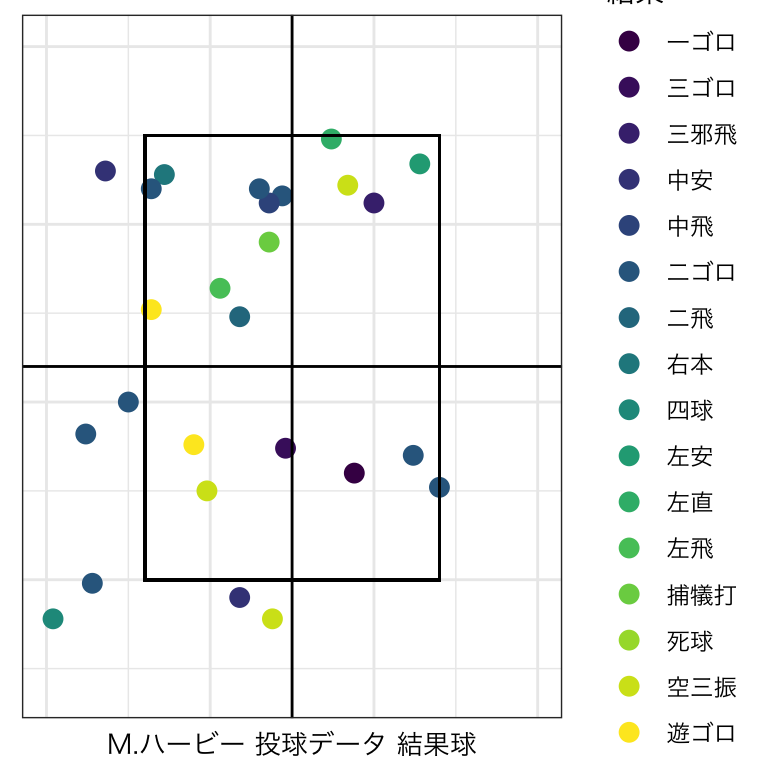 一ゴロ
三ゴロ
三邪飛
中安
中飛
二ゴロ
二飛
右本
四球
左安
左直
左飛
捕犠打
死球
空三振
遊ゴロ
M.ハービー 投球データ 結果球